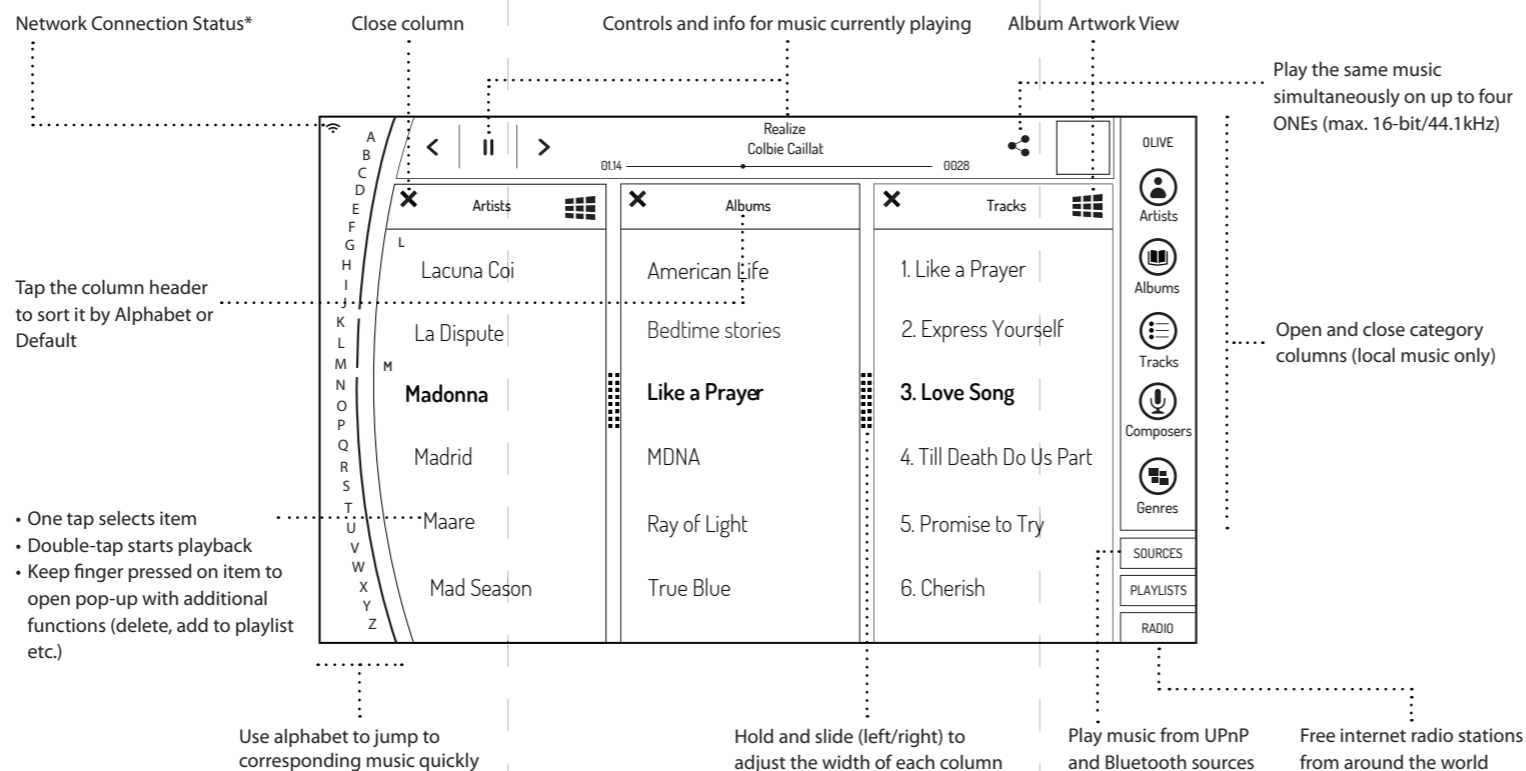 Network Connection Status*
Close column
Controls and info for music currently playing
Album Artwork View
Play the same music
simultaneously on up to four
ONEs (max. 16-bit/44.1kHz)
A
B
C
D
E
F
G
H
I
J
K
L
M
N
O
P
Q
R
S
T
U
V
W
X
Y
Z
Realize
Colbie Caillat
01.14
0028
Artists
Albums
Tracks
L
Lacuna Coi
La Dispute
M
Madonna
Madrid
Maare
Mad Season
American Life
Bedtime stories
Like a Prayer
MDNA
Ray of Light
True Blue
1. Like a Prayer
2. Express Yourself
3. Love Song
4. Till Death Do Us Part
5. Promise to Try
6. Cherish
OLIVE
Artists
Albums
Tracks
Composers
Genres
SOURCES
PLAYLISTS
RADIO
Tap the column header
to sort it by Alphabet or
Default
Open and close category
columns (local music only)
• One tap selects item
• Double-tap starts playback
• Keep finger pressed on item to
open pop-up with additional
functions (delete, add to playlist
etc.)
Use alphabet to jump to
corresponding music quickly
Hold and slide (left/right) to
adjust the width of each column
Play music from UPnP
and Bluetooth sources
Free internet radio stations
from around the world